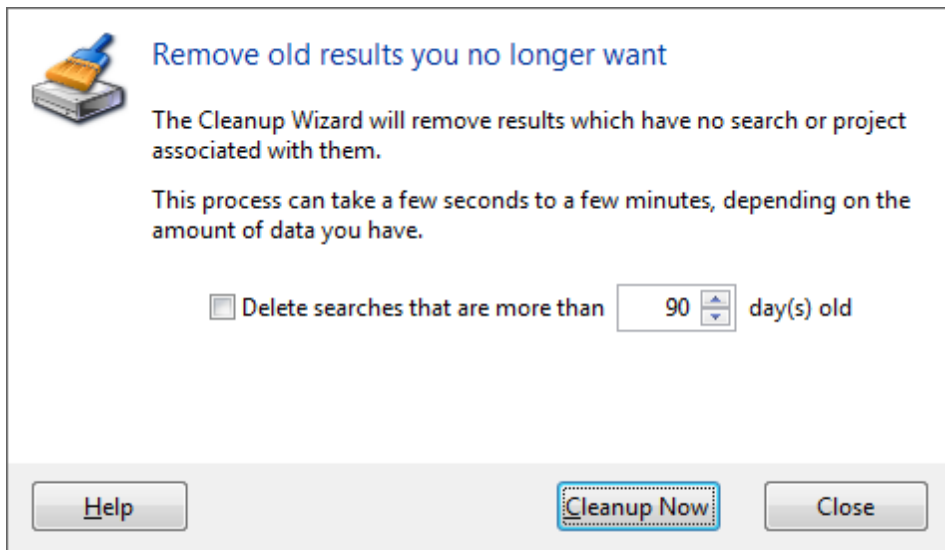 Remove old results you no longer want
The Cleanup Wizard will remove results which have no search or project
associated with them.
This process can take a few seconds to a few minutes, depending on the
amount of data you have.
Delete searches that are more than 90 day(s) old
Help Cleanup Now Close